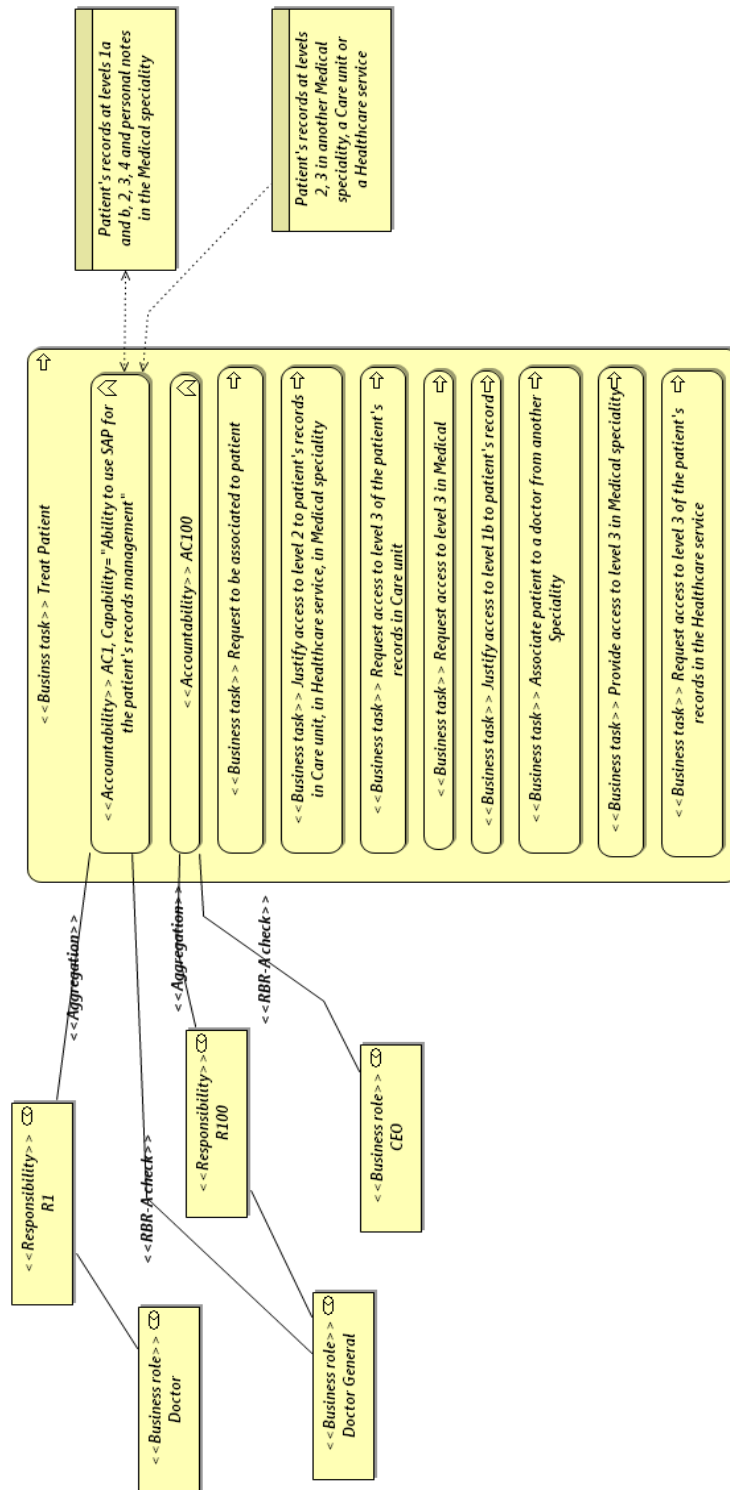 Patient's records at levels 1a
and b, 2, 3, 4 and personal notes
in the Medical speciality
Patient's records at levels
2, 3 in another Medical
speciality, a Care unit or
a Healthcare service
<<Businss task>> Treat Patient
<<Accountability>> AC1, Capability="Ability to use SAP for
the patient's records management"
<<Accountability>> AC100
<<Business task>> Request to be associated to patient
<<Business task>> Justify access to level 2 to patient's records
in Care unit, in Healthcare service, in Medical speciality
<<Business task>> Request access to level 3 of the patient's
records in Care unit
<<Business task>> Request access to level 3 in Medical
<<Business task>> Justify access to level 1b to patient's record
<<Business task>> Associate patient to a doctor from another
Speciality
<<Business task>> Provide access to level 3 in Medical speciality
<<Business task>> Request access to level 3 of the patient's
records in the Healthcare service
<<Aggregation>>
<<RBR-A check>>
<<Aggregation>>
<<RBR-A check>>
<<Responsibility>>
R1
<<Responsibility>>
R100
<<Business role>>
CEO
<<Business role>>
Doctor
<<Business role>>
Doctor General